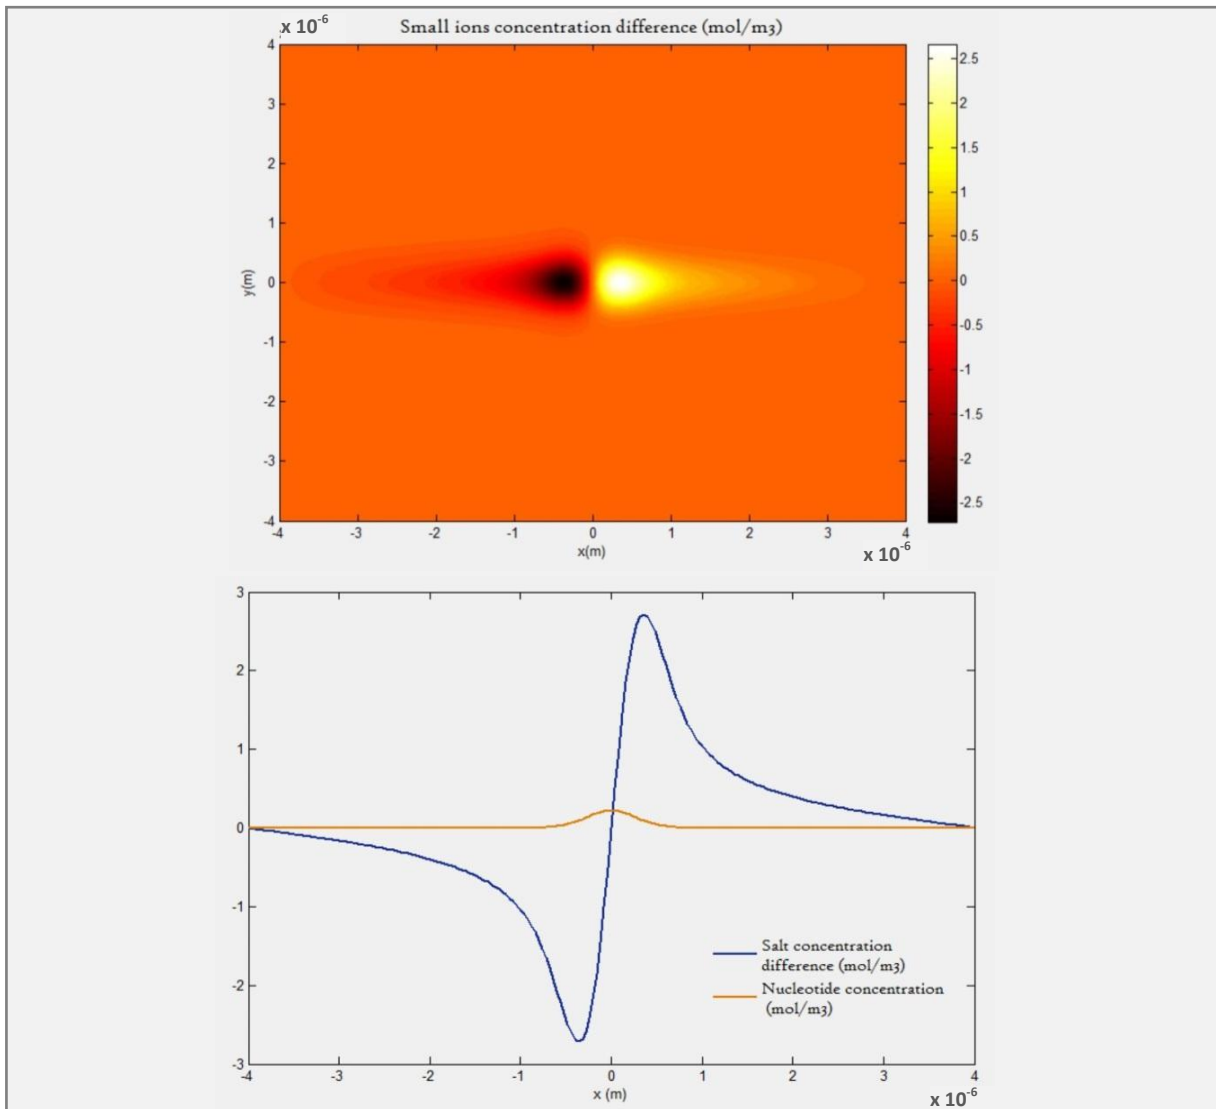 x 10-6
Small ions concentration difference (mol/m3)
4
3
2
1
0
-1
-2
-3
-4
y(m)
-4 -3 -2 -1 0 1 2 3 4
x(m)
x 10-6
2.5
2
1.5
1
0.5
0
-0.5
-1
-1.5
-2
-2.5
3
2
1
0
-1
-2
-3
Salt concentration
difference (mol/m3)
Nucleotide concentration
(mol/m3)
-4 -3 -2 -1 0 1 2 3 4
x (m)
x 10-6